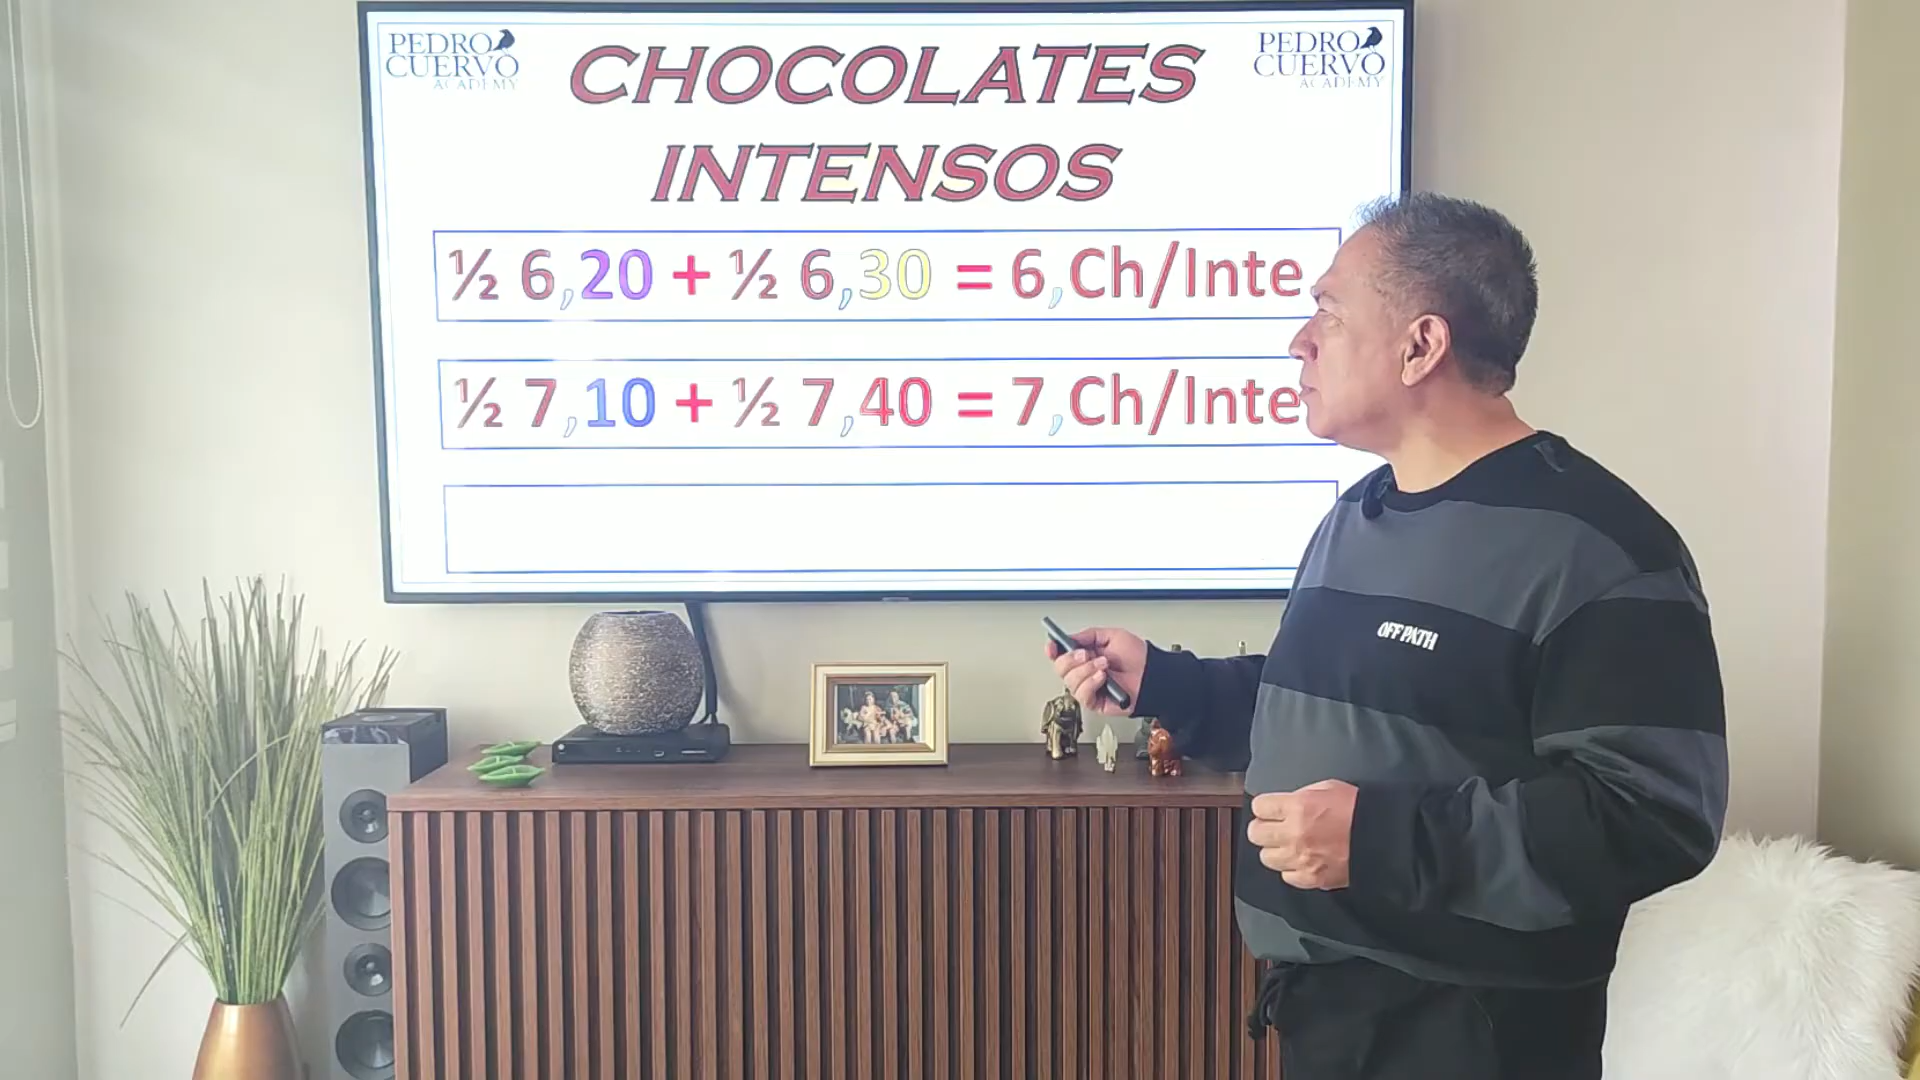 PEDRO
CUERVO
ACADEMY
PEDRO
CUERVO
ACADEMY
CHOCOLATES
INTENSOS
½ 6,20 + ½ 6,30 = 6,Ch/Inte
½ 7,10 + ½ 7,40 = 7,Ch/Inte
OFF PATH